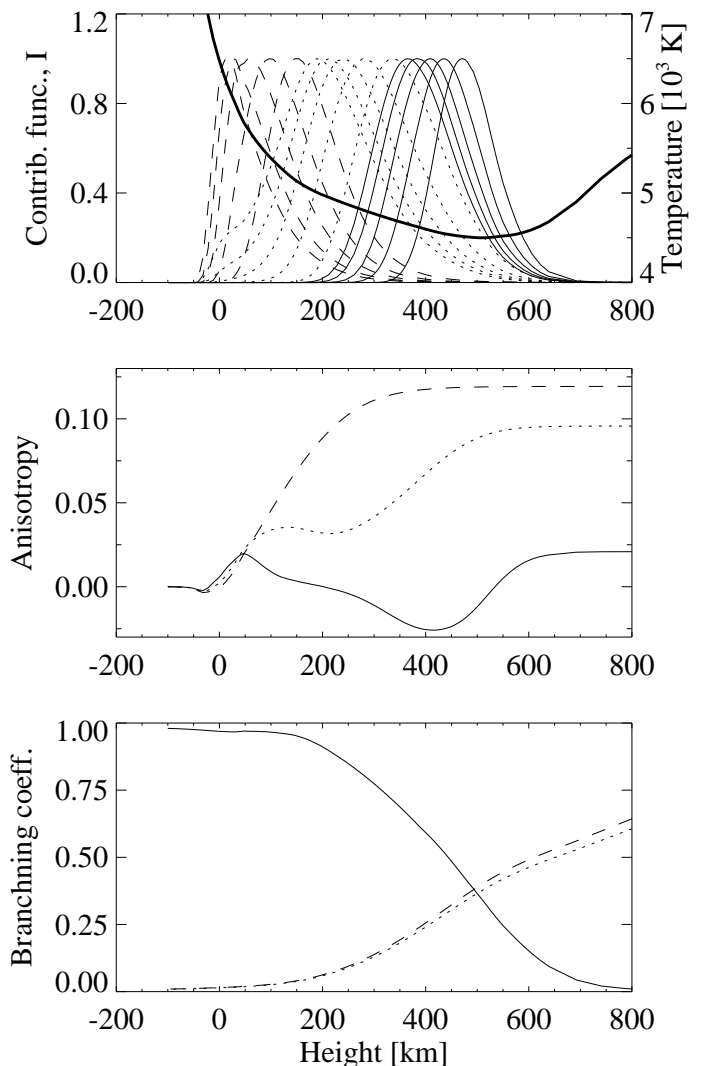 Contrib. func., I
1.2
0.8
0.4
0.0
7
6
5
4
Temperature [10³ K]
-200 0 200 400 600 800
Anisotropy
0.10
0.05
0.00
-200 0 200 400 600 800
Branchning coeff.
1.00
0.75
0.50
0.25
0.00
-200 0 200 400 600 800
Height [km]